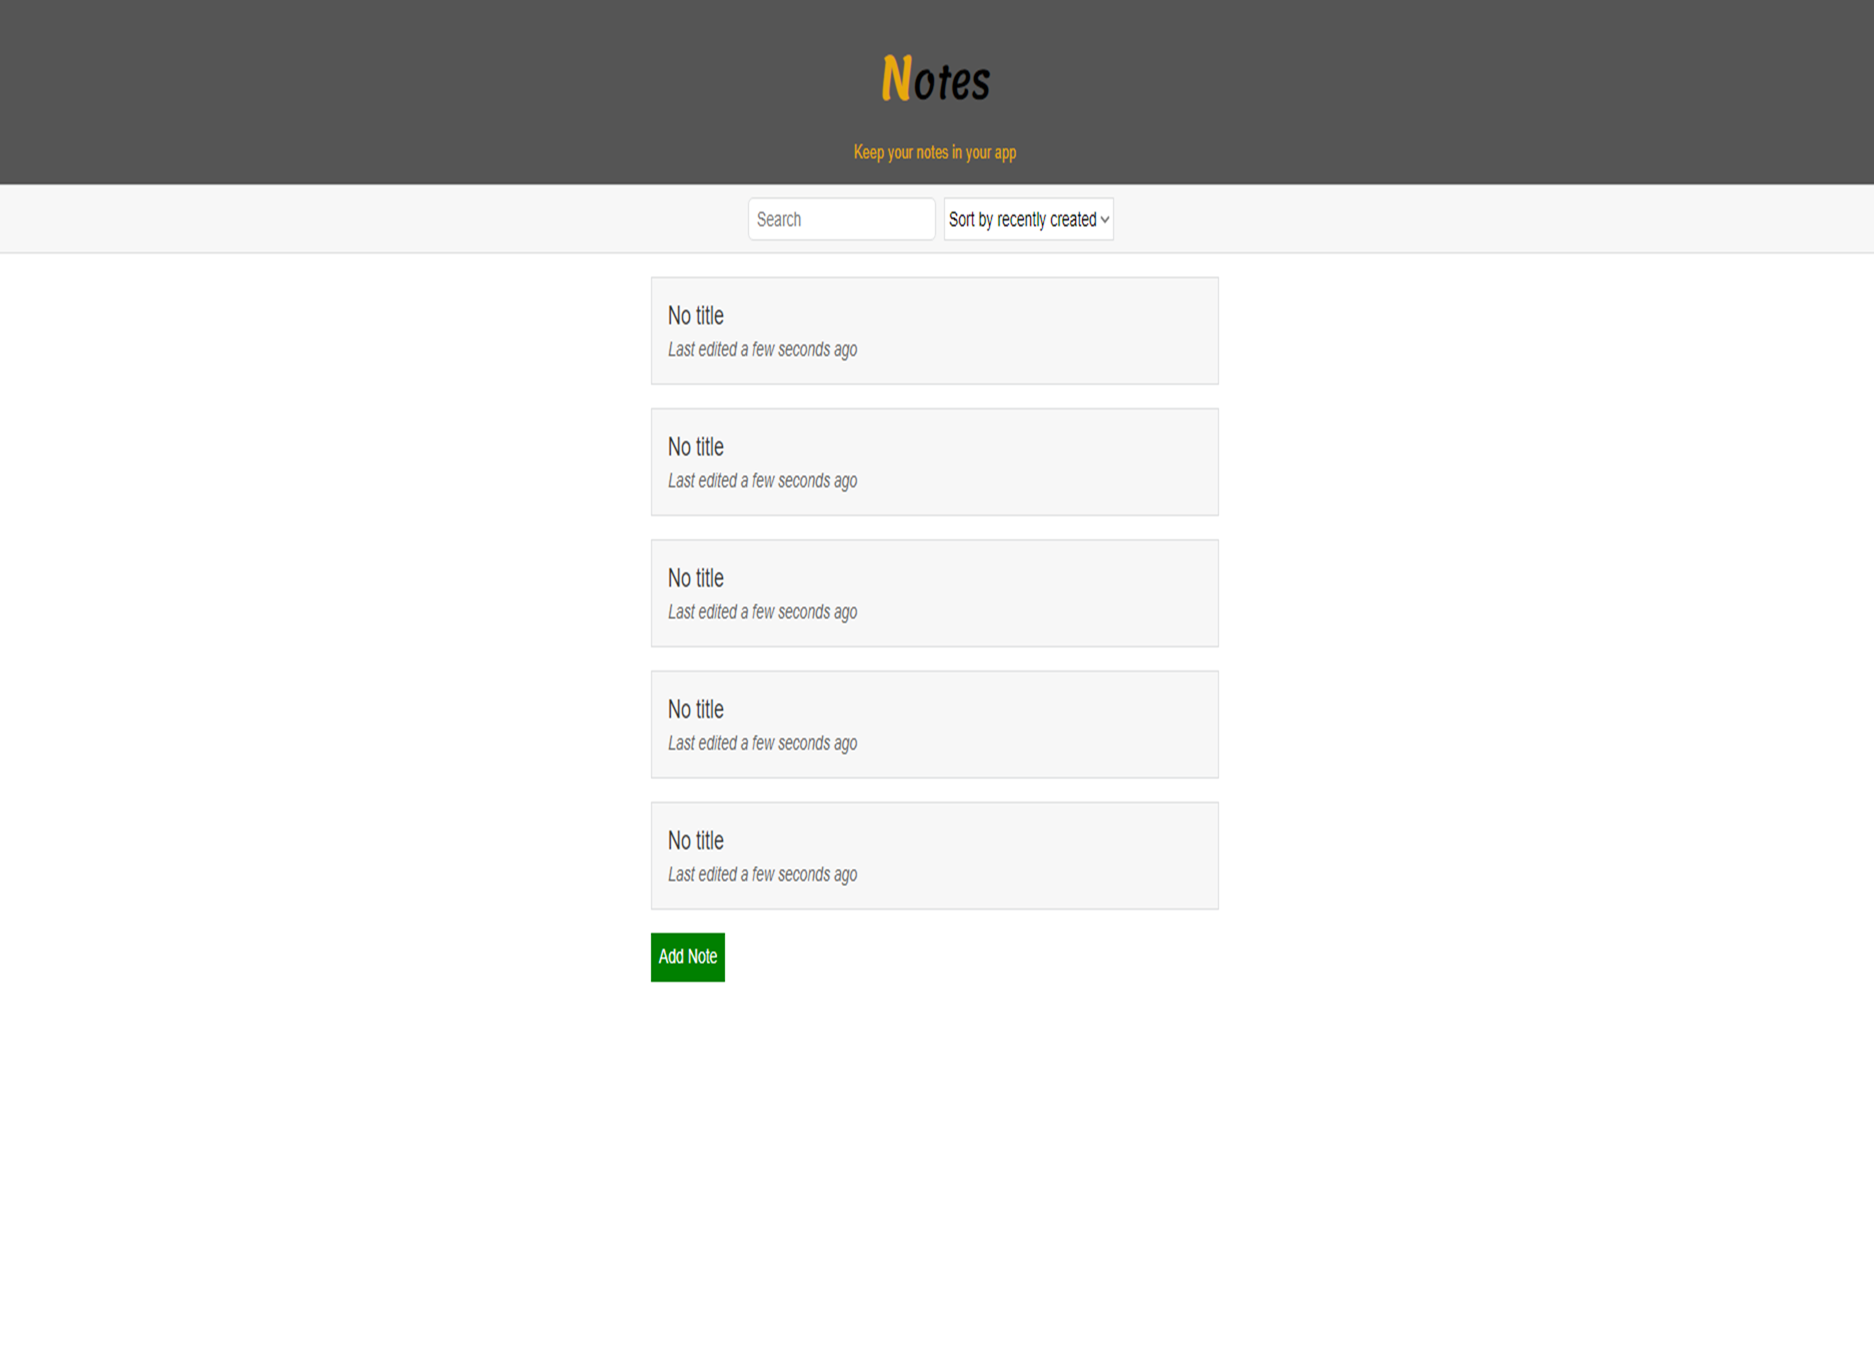 Notes
Keep your notes in your app
Search Sort by recently created
No title
Last edited a few seconds ago
No title
Last edited a few seconds ago
No title
Last edited a few seconds ago
No title
Last edited a few seconds ago
No title
Last edited a few seconds ago
Add Note